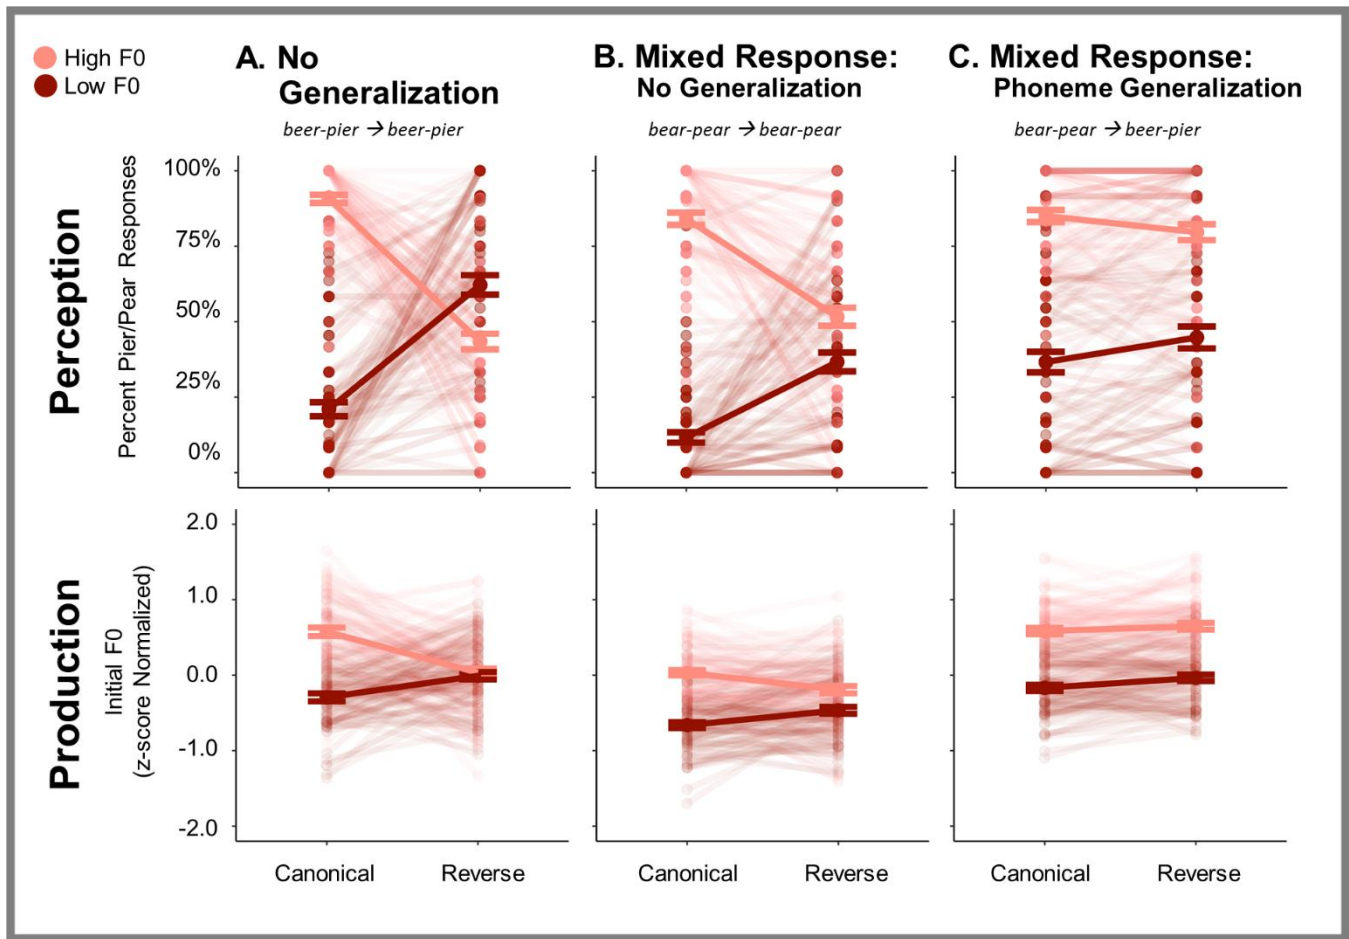 High F0
Low F0
A. No
Generalization
beer-pier → beer-pier
B. Mixed Response:
No Generalization
bear-pear → bear-pear
C. Mixed Response:
Phoneme Generalization
bear-pear → beer-pier
Perception
Percent Pier/Pear Responses
100%
75%
50%
25%
0%
Production
Initial F0
(z-score Normalized)
2.0
1.0
0.0
-1.0
-2.0
Canonical Reverse
Canonical Reverse
Canonical Reverse